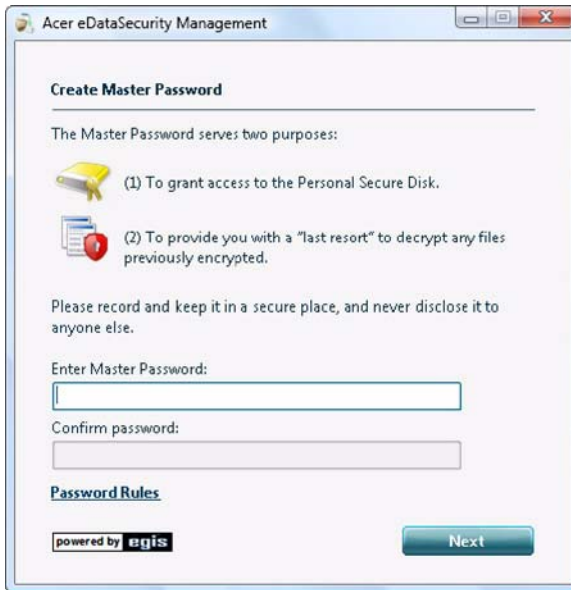 Acer eDataSecurity Management
Create Master Password
The Master Password serves two purposes:
(1) To grant access to the Personal Secure Disk.
(2) To provide you with a "last resort" to decrypt any files
previously encrypted.
Please record and keep it in a secure place, and never disclose it to
anyone else.
Enter Master Password:
Confirm password:
Password Rules
powered by egis
Next